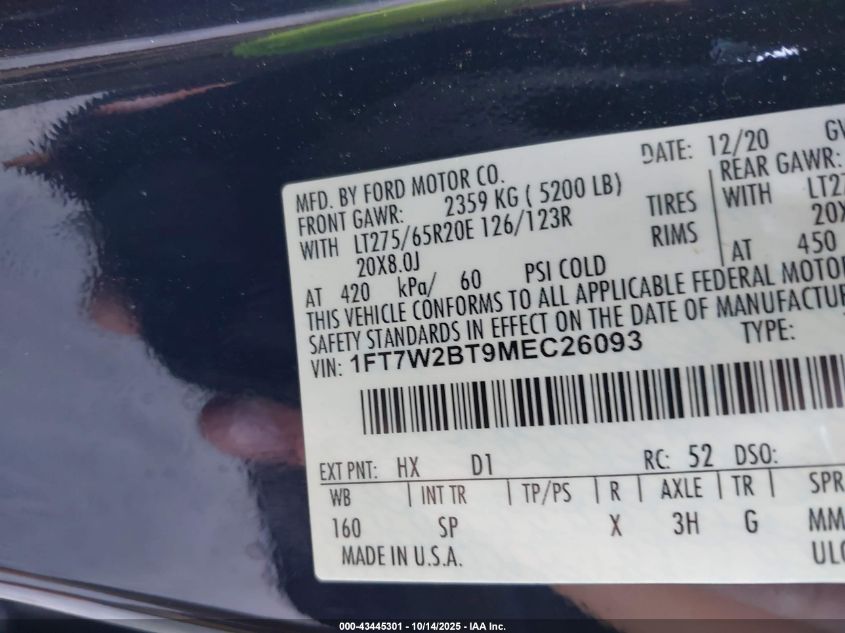 MFD. BY FORD MOTOR CO.
DATE: 12/20
FRONT GAWR: 2359 KG ( 5200 LB)
REAR GAWR:
WITH LT275/65R20E 126/123R TIRES
WITH
20X8.0J RIMS
AT 420 kPa/ 60 PSI COLD
AT 450
THIS VEHICLE CONFORMS TO ALL APPLICABLE FEDERAL MOTOR
SAFETY STANDARDS IN EFFECT ON THE DATE OF MANUFACTURE
VIN: 1FT7W2BT9MEC26093
TYPE:
EXT PNT: HX D1 RC: 52 DSO:
WB | INT TR | TP/PS | R | AXLE | TR | SPR
160 SP X 3H G MM
MADE IN U.S.A.
000-43445301 - 10/14/2025 - IAA Inc.